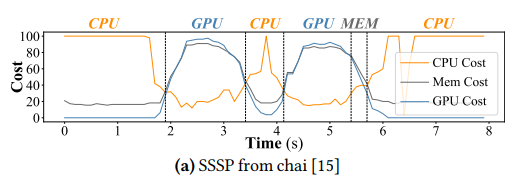 CPU GPU CPU GPU MEM CPU
100
80
60
40
20
0
Cost
CPU Cost
Mem Cost
GPU Cost
0 1 2 3 4 5 6 7 8
Time (s)
(a) SSSP from chai [15]